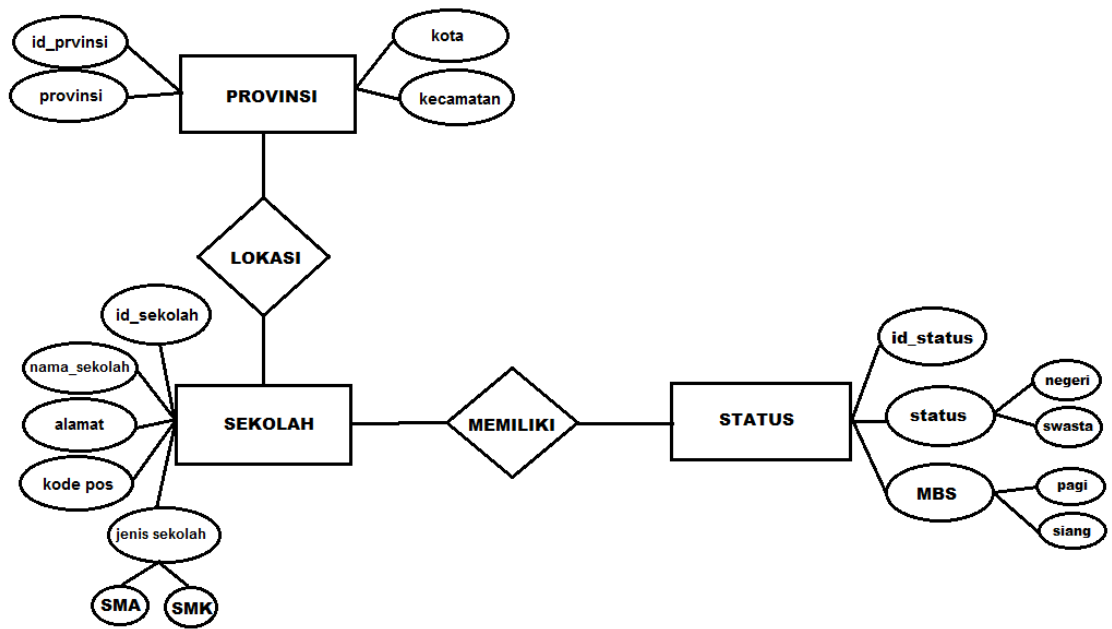 id_prvinsi
provinsi
PROVINSI
kota
kecamatan
LOKASI
id_sekolah
nama_sekolah
alamat
kode pos
jenis sekolah
SMA
SMK
SEKOLAH
MEMILIKI
STATUS
id_status
status
negeri
swasta
MBS
pagi
siang